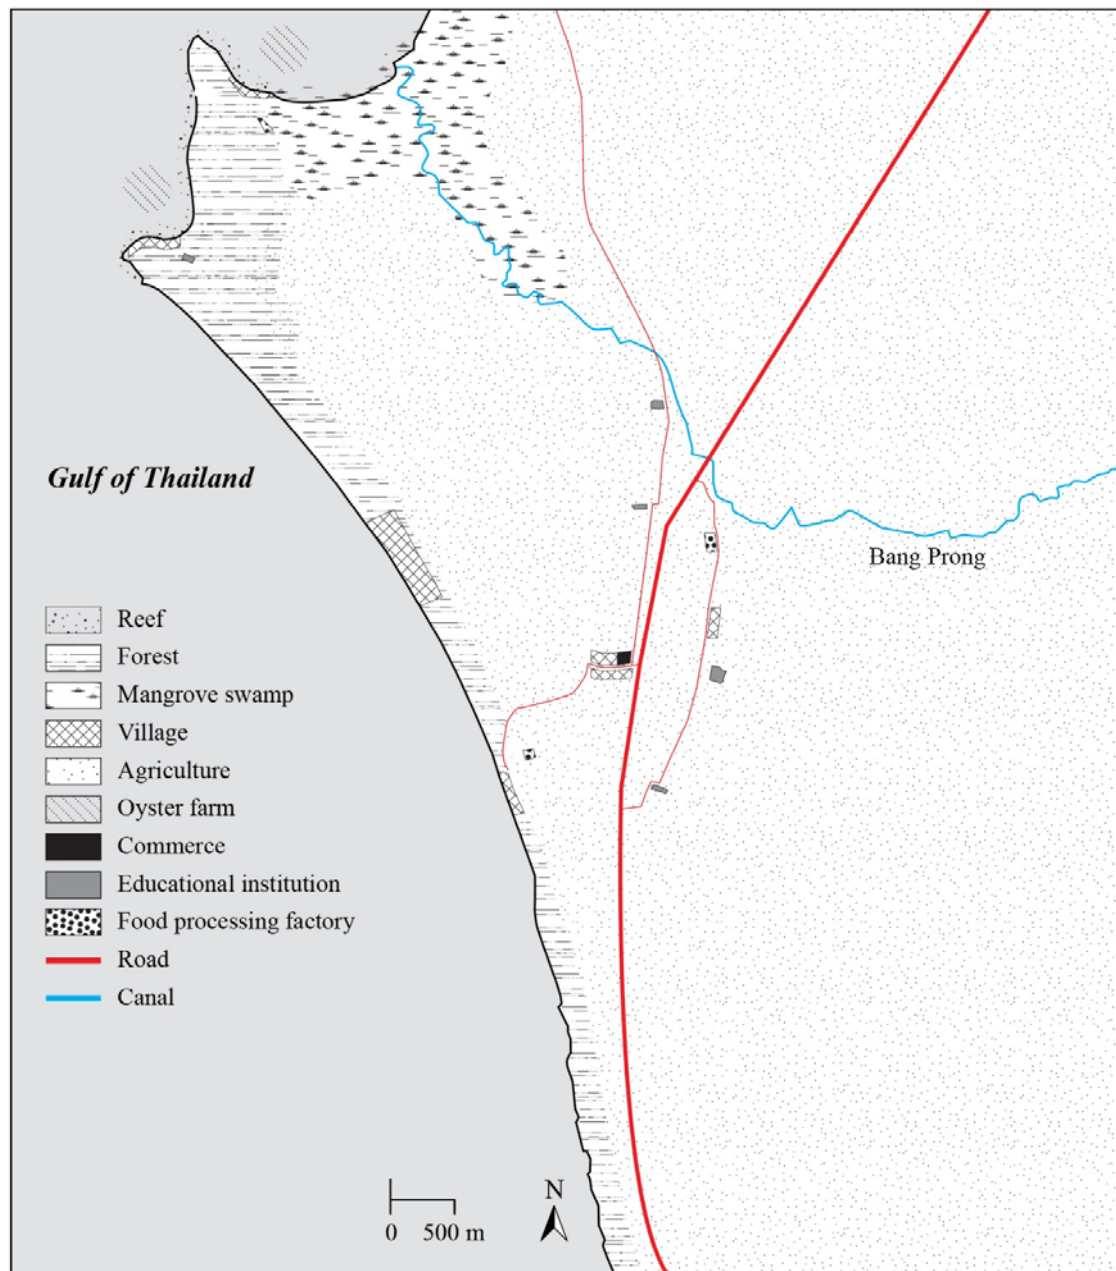 Gulf of Thailand
Bang Prong
Reef
Forest
Mangrove swamp
Village
Agriculture
Oyster farm
Commerce
Educational institution
Food processing factory
Road
Canal
N
0 500 m